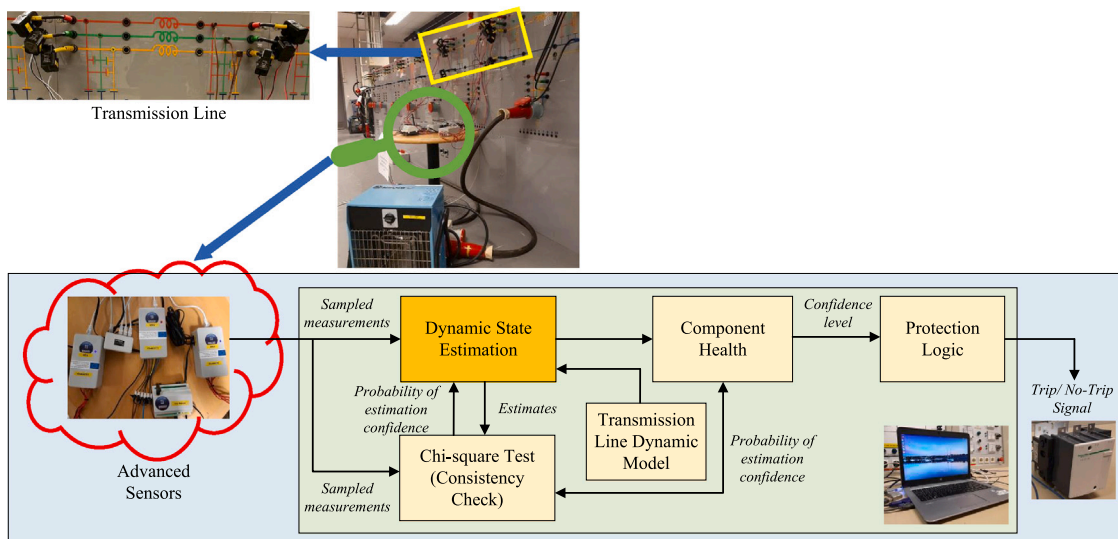 Transmission Line
Sampled
measurements
Dynamic State
Estimation
Component
Health
Confidence
level
Protection
Logic
Trip/ No-Trip
Signal
Probability of
estimation
confidence
Estimates
Transmission
Line Dynamic
Model
Probability of
estimation
confidence
Chi-square Test
(Consistency
Check)
Sampled
measurements
Advanced
Sensors